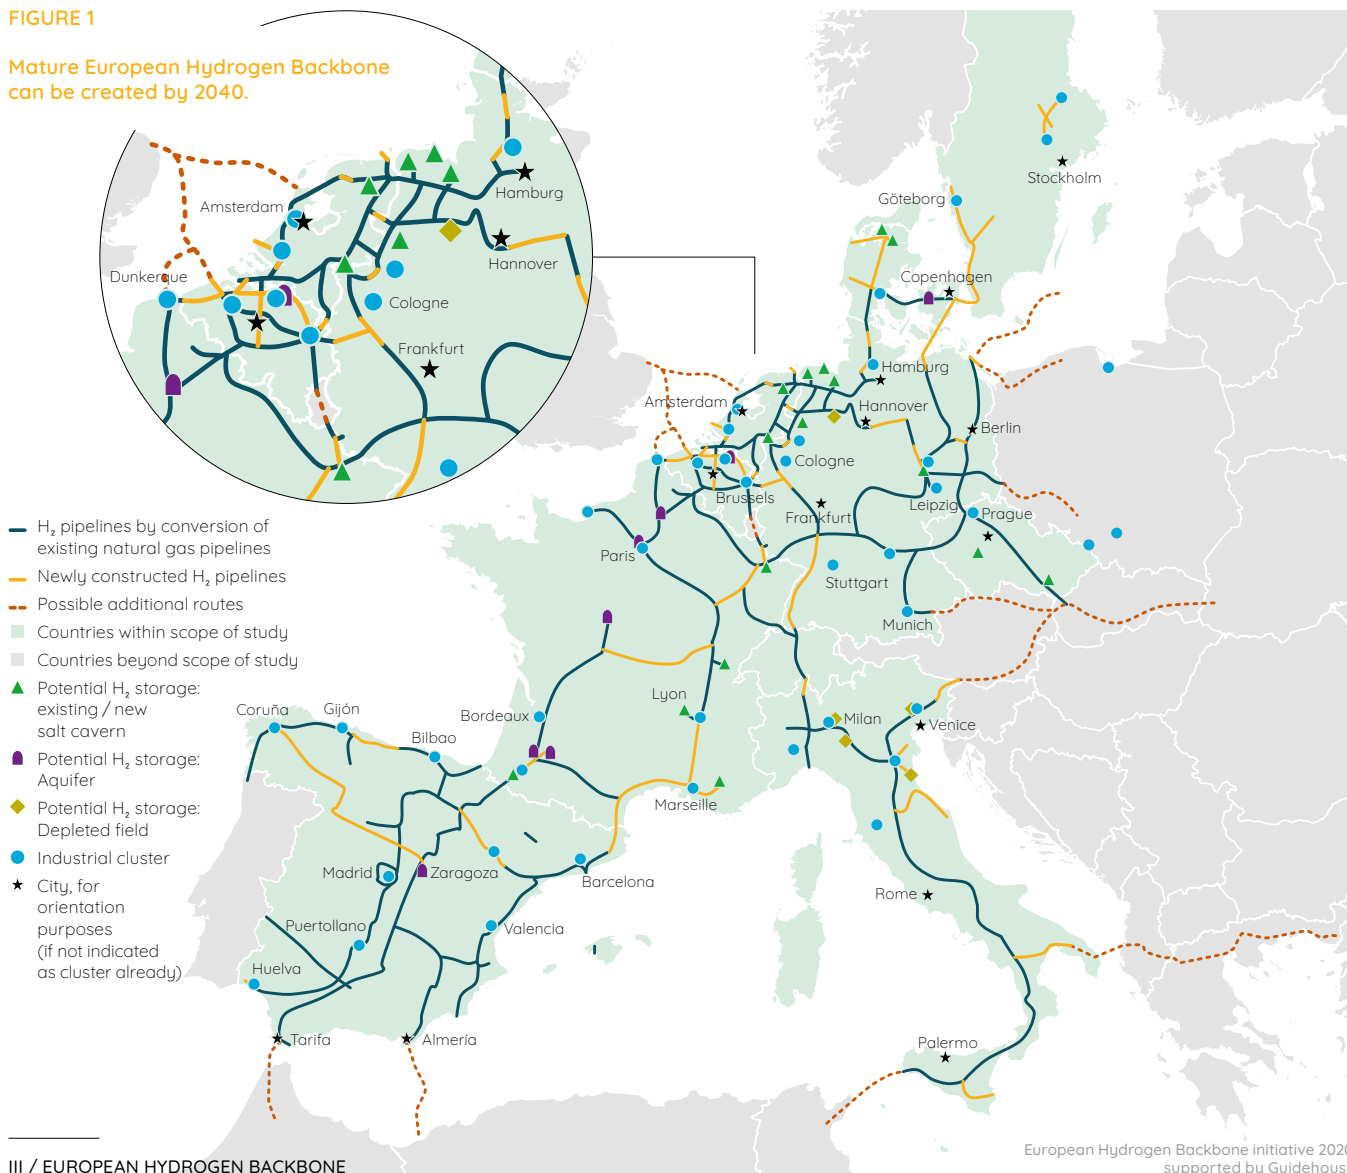 FIGURE 1
Mature European Hydrogen Backbone
can be created by 2040.
Hamburg
Amsterdam
Hannover
Dunkerque
Cologne
Frankfurt
Stockholm
Göteborg
Copenhagen
Hamburg
Amsterdam
Hannover
Berlin
Cologne
Brussels
Leipzig
Frankfurt
Prague
Paris
Stuttgart
Munich
Lyon
Coruña
Gijón
Bordeaux
Milan
Venice
Bilbao
Marseille
Madrid
Zaragoza
Barcelona
Rome
Puertollano
Valencia
Huelva
Tarifa
Almería
Palermo
H₂ pipelines by conversion of
existing natural gas pipelines
Newly constructed H₂ pipelines
Possible additional routes
Countries within scope of study
Countries beyond scope of study
Potential H₂ storage:
existing / new
salt cavern
Potential H₂ storage:
Aquifer
Potential H₂ storage:
Depleted field
Industrial cluster
City, for
orientation
purposes
(if not indicated
as cluster already)
European Hydrogen Backbone initiative 2020
supported by Guidehouse
III / EUROPEAN HYDROGEN BACKBONE